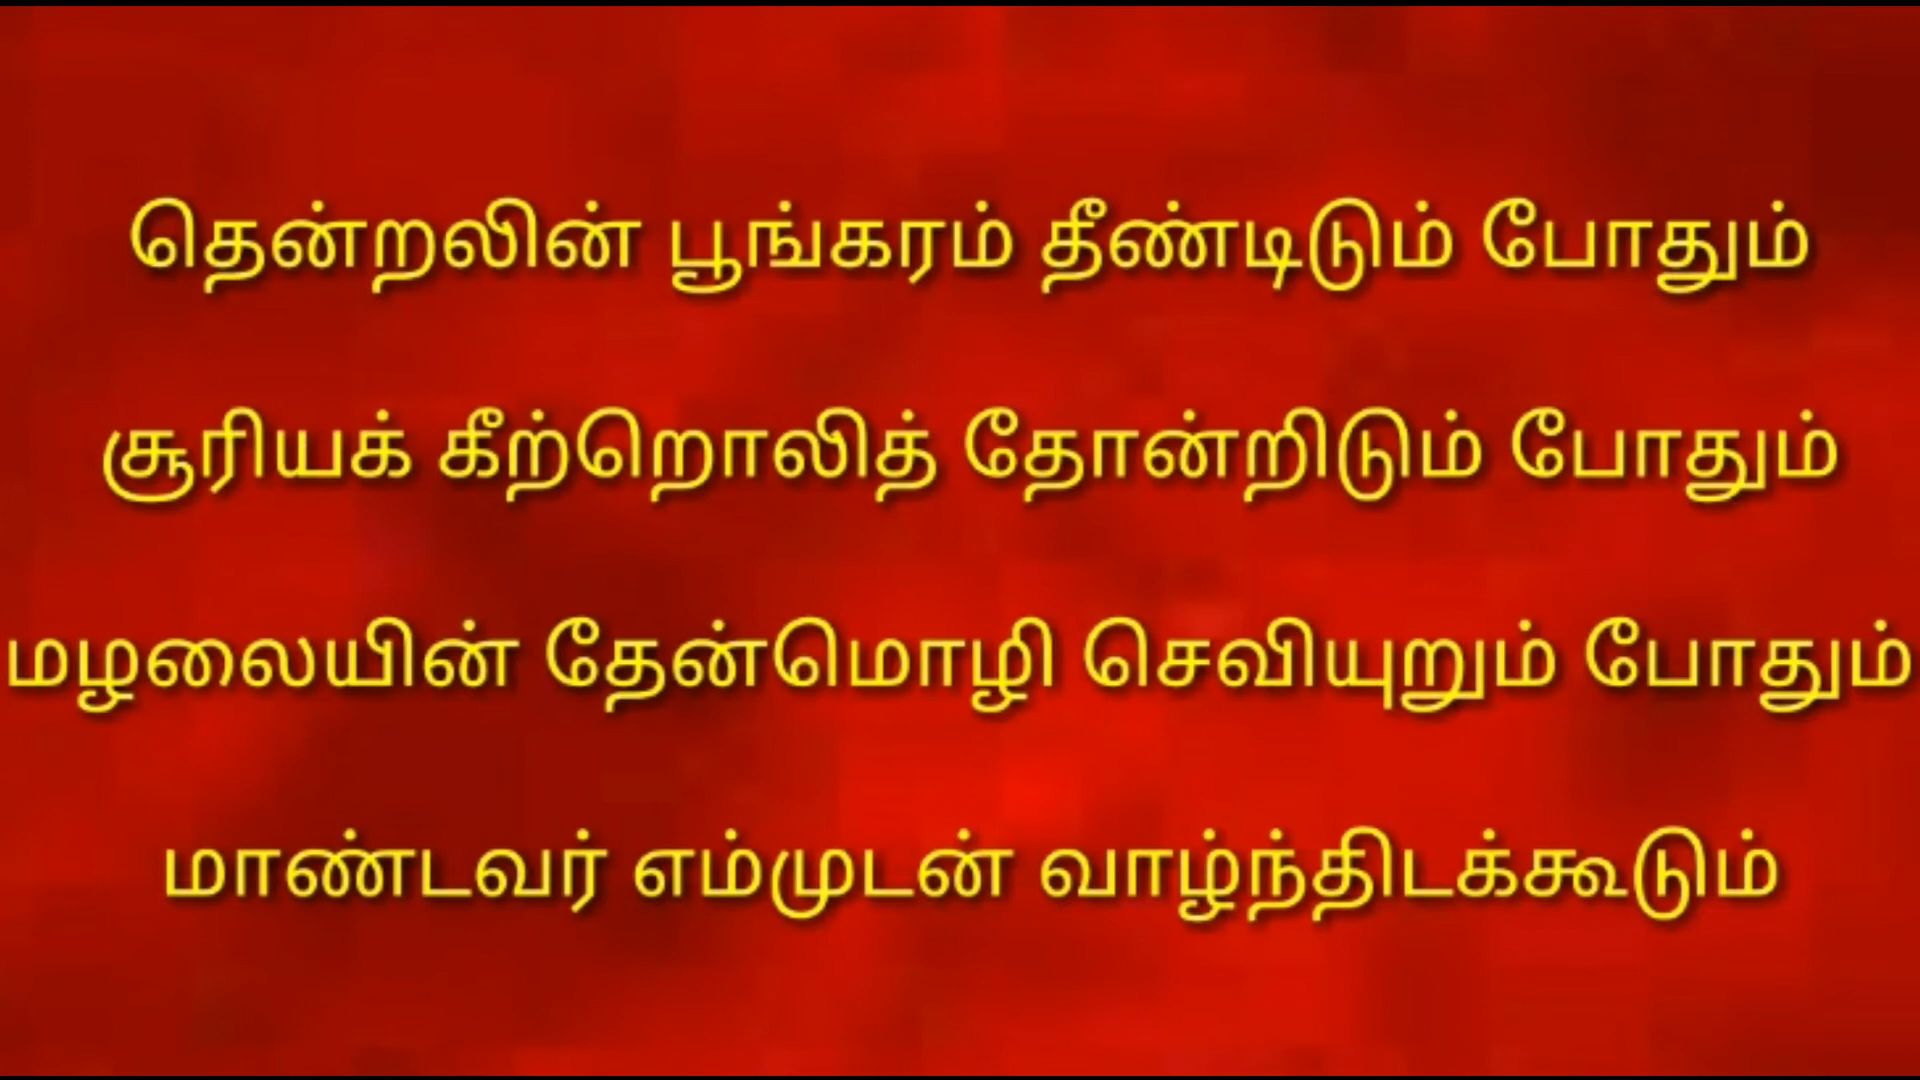 தென்றலின் பூங்கரம் தீண்டிடும் போதும்
சூரியக் கீற்றொலித் தோன்றிடும் போதும்
மழலையின் தேன்மொழி செவியுறும் போதும்
மாண்டவர் எம்முடன் வாழ்ந்திடக்கூடும்